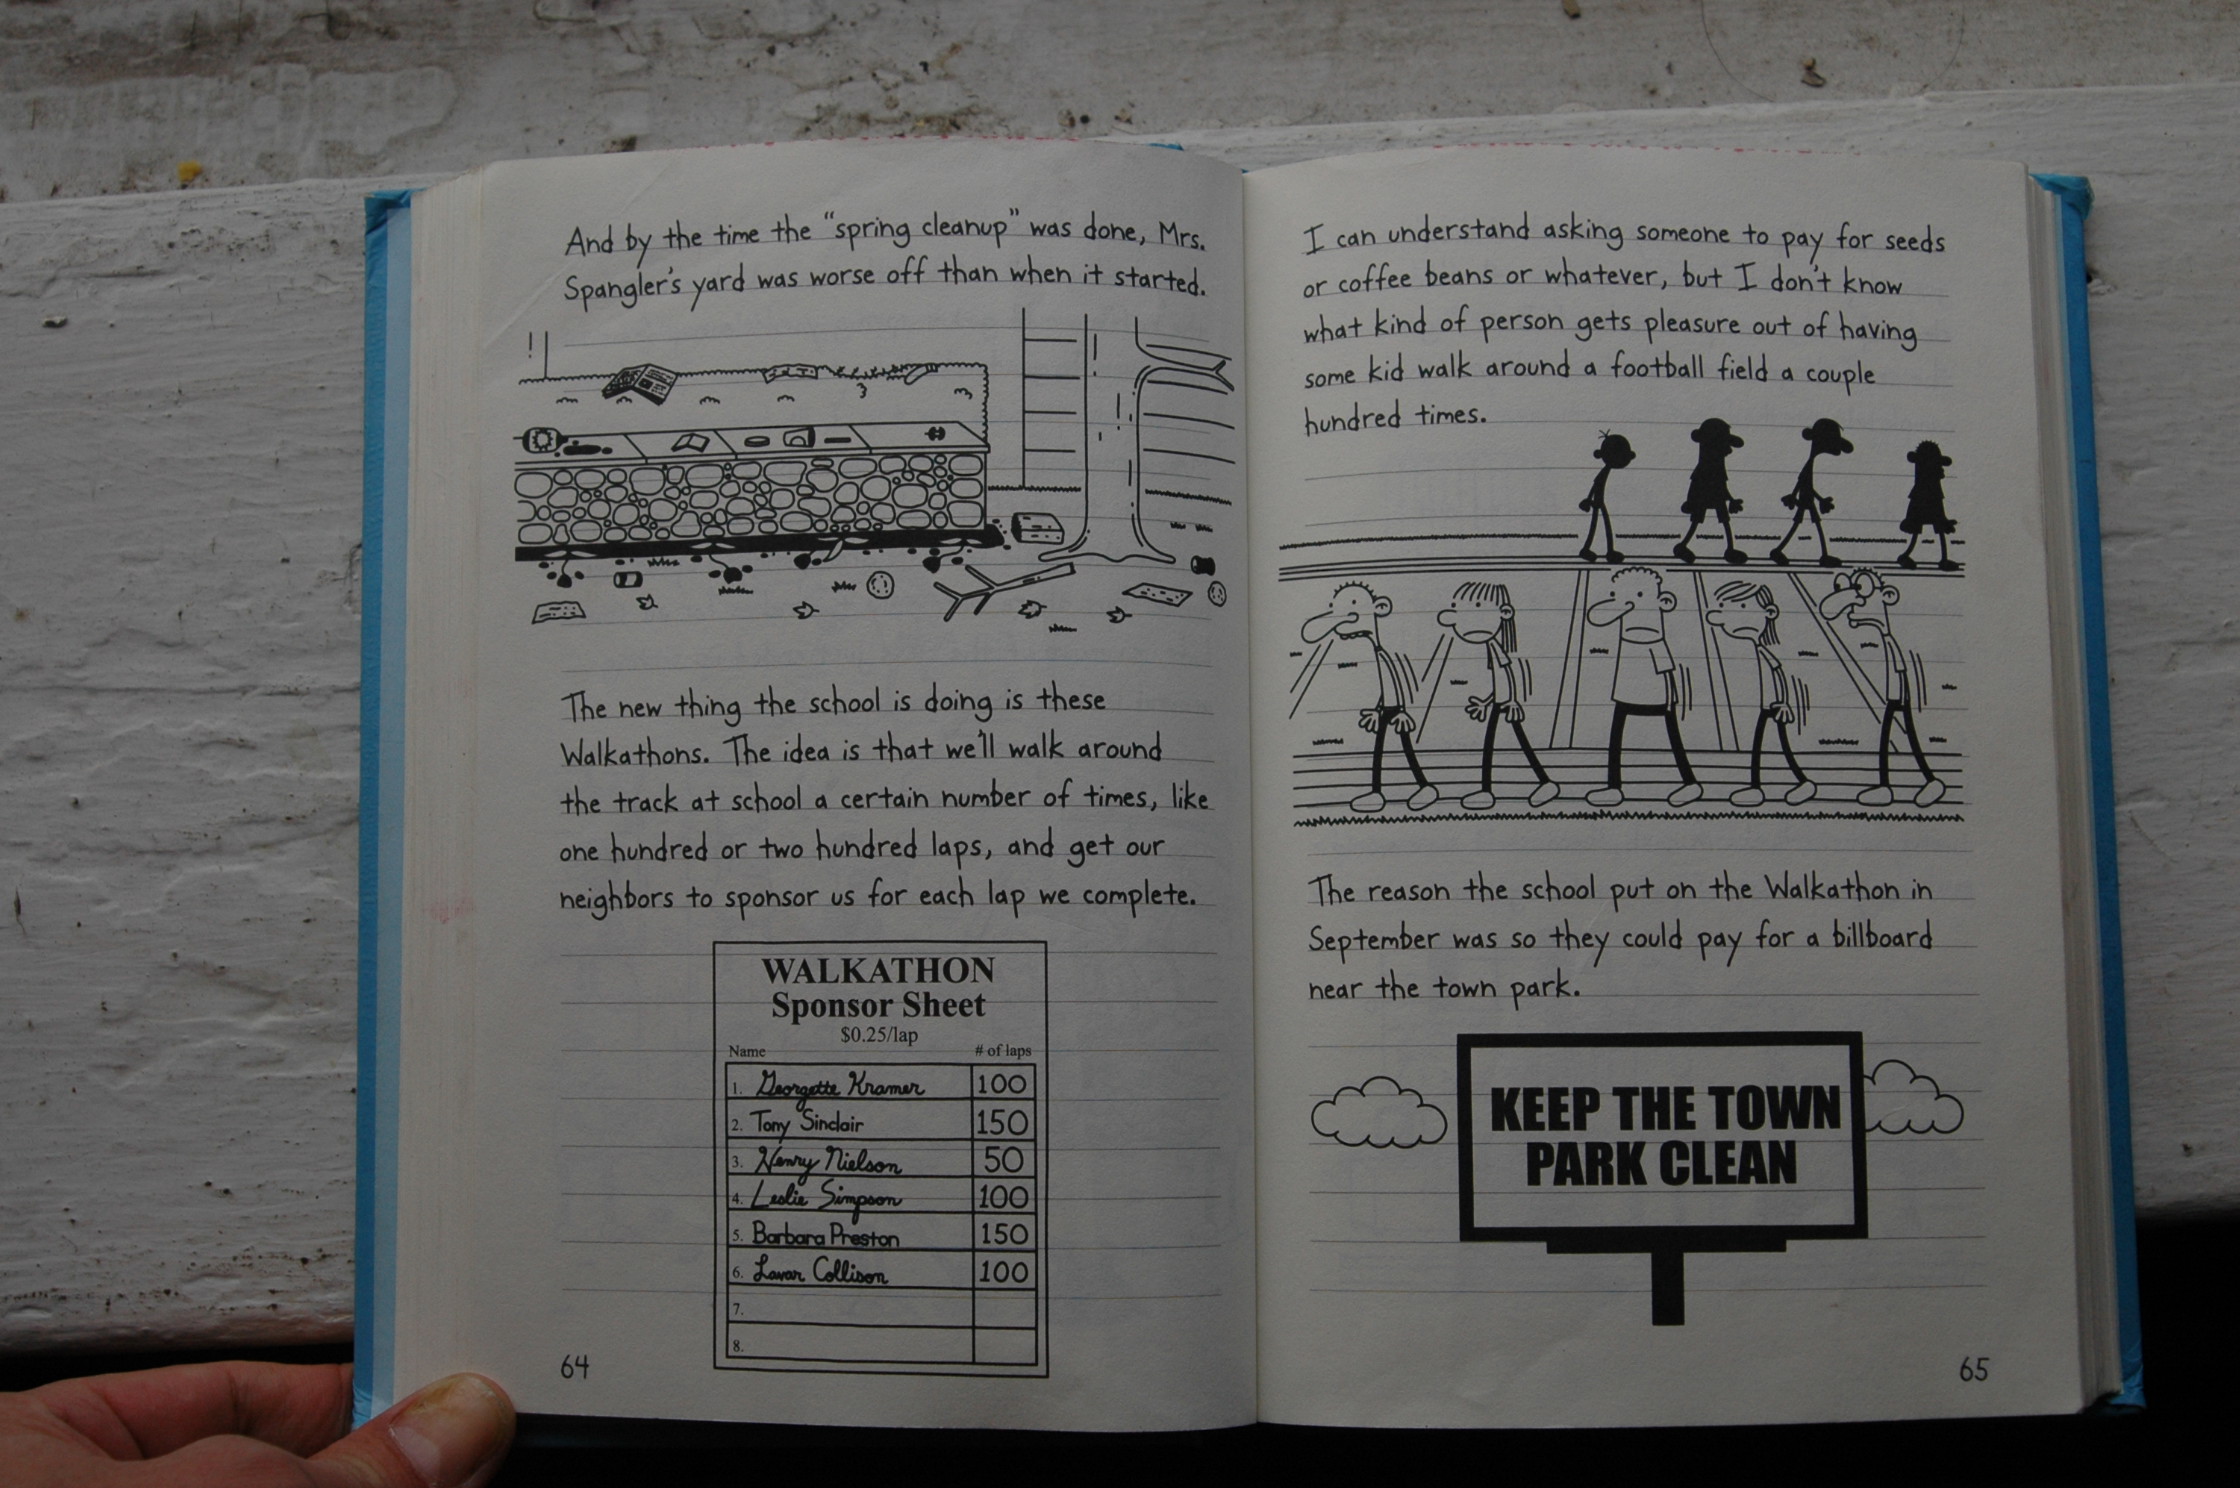 And by the time the “spring cleanup” was done, Mrs.
Spangler's yard was worse off than when it started.
The new thing the school is doing is these
Walkathons. The idea is that we'll walk around
the track at school a certain number of times, like
one hundred or two hundred laps, and get our
neighbors to sponsor us for each lap we complete.
WALKATHON
Sponsor Sheet
$0.25/lap
Name # of laps
1. Georgette Kramer 100
2. Tony Sinclair 150
3. Henry Nielson 50
4. Leslie Simpson 100
5. Barbara Preston 150
6. Lavar Collison 100
7.
8.
64
I can understand asking someone to pay for seeds
or coffee beans or whatever, but I don't know
what kind of person gets pleasure out of having
some kid walk around a football field a couple
hundred times.
The reason the school put on the Walkathon in
September was so they could pay for a billboard
near the town park.
KEEP THE TOWN
PARK CLEAN
65